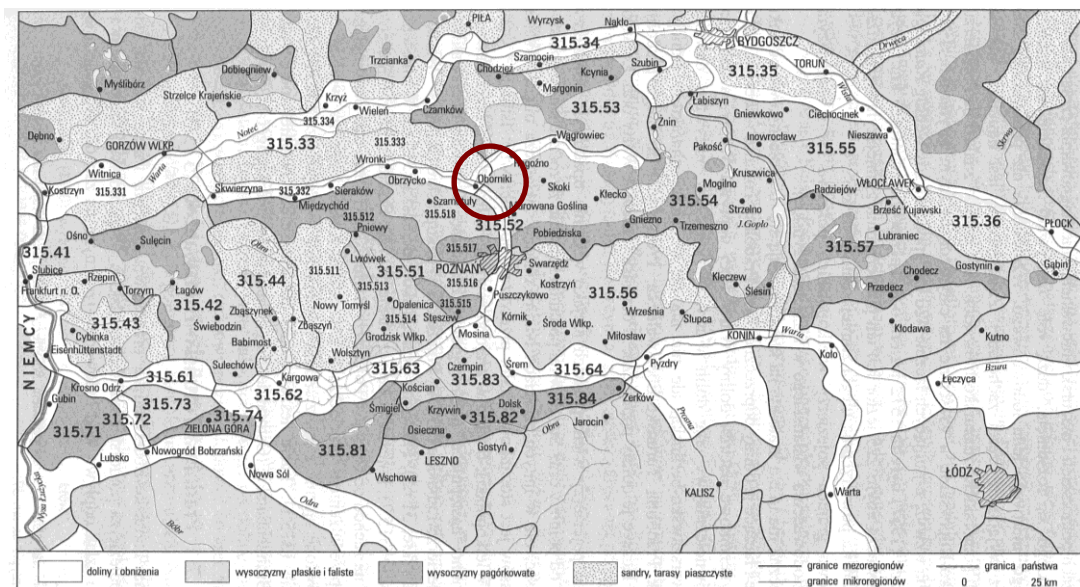 PIŁA
Wyrzysk
Nakło
BYDGOSZCZ
Drwęca
315.34
Trzcianka
Szamocin
Chodzież
Szubin
315.35
TORUŃ
Myślibórz
Dobiegniew
Kcynia
Margonin
Strzelce Krajeńskie
Krzyż
Wieleń
Czarnków
315.53
Łabiszyn
Gniewkowo
Ciechocinek
Wisła
315.334
Żnin
Nieszawa
Dębno
Noteć
315.33
315.333
Wągrowiec
Inowrocław
Pakość
315.55
Skrwa
GORZÓW WLKP.
Warta
Wronki
Obrzycko
Oborniki
Witnica
Skwierzyna
315.332
Sieraków
Skoki
Kruszwica
Kostrzyn
315.331
Międzychód
Szamotuły
315.518
Kłecko
Mogilno
315.54
Radziejów
WŁOCŁAWEK
Murowana Goślina
Strzelno
Brześć Kujawski
315.36
PŁOCK
315.512
Pniewy
315.52
Gniezno
J.Gopło
Lubraniec
Ośno
Sulęcin
Obra
Pobiedziska
Trzemeszno
315.57
315.41
315.517
Lwówek
315.51
POZNAŃ
Swarzędz
Gostynin
Słubice
315.44
315.511
Kleczew
Chodecz
Gąbin
Frankfurt n. O.
Rzepin
Torzym
Łagów
315.513
315.516
Kostrzyn
315.56
Ślesin
Przedecz
315.42
Zbąszynek
Nowy Tomyśl
Opalenica
315.515
Puszczykowo
Września
315.43
Świebodzin
Zbąszyń
315.514
Stęszew
Kórnik
Środa Wlkp.
Słupca
Kłodawa
NIEMCY
Cybinka
Babimost
Grodzisk Wlkp.
Mosina
Miłosław
KONIN
Warta
Kutno
Eisenhüttenstadt
Sulechów
Wolsztyn
Czempiń
Śrem
Pyzdry
Koło
Bzura
315.61
Kargowa
315.63
315.64
Łęczyca
Krosno Odrz.
315.62
Kościan
315.83
Gubin
315.73
Śmigiel
Dolsk
315.84
Żerków
315.72
315.74
Krzywin
315.82
Prosna
315.71
ZIELONA GÓRA
Osieczna
Obra
Jarocin
Lubsko
Nowogród Bobrzański
315.81
LESZNO
Gostyń
Nowa Sól
Wschowa
ŁÓDŹ
Nysa Łużycka
Bóbr
Odra
KALISZ
Warta
doliny i obniżenia
wysoczyzny płaskie i faliste
wysoczyzny pagórkowate
sandry, tarasy piaszczyste
granice mezoregionów
granice mikroregionów
granica państwa
0 25 km